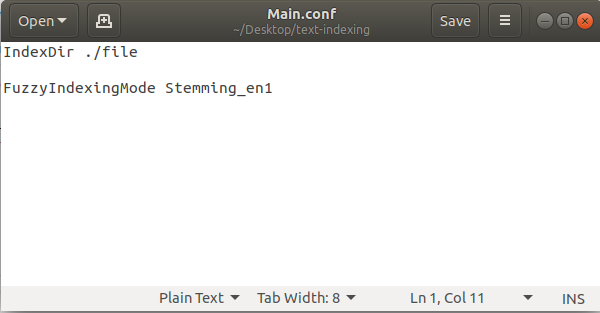 Open
Main.conf
~/Desktop/text-indexing
Save
IndexDir ./file
FuzzyIndexingMode Stemming_en1
Plain Text
Tab Width: 8
Ln 1, Col 11
INS